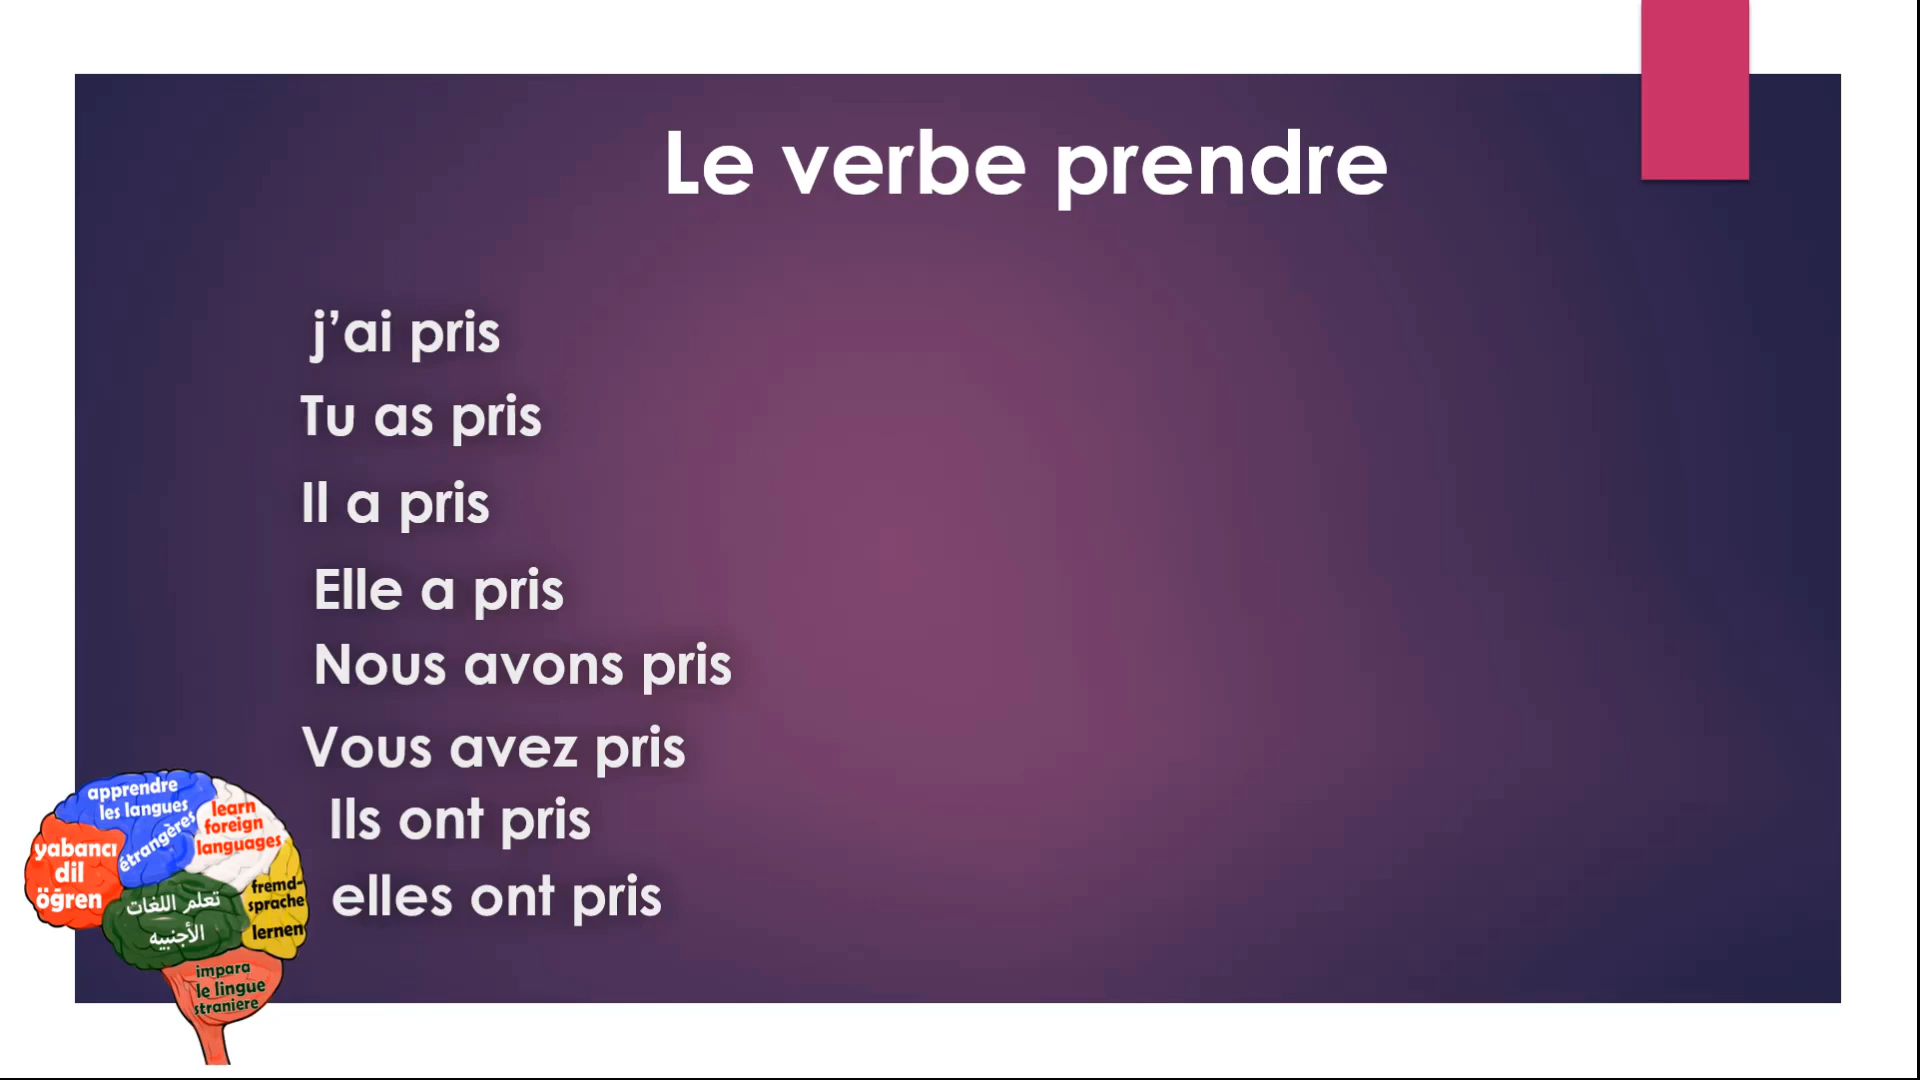 Le verbe prendre
j’ai pris
Tu as pris
Il a pris
Elle a pris
Nous avons pris
Vous avez pris
Ils ont pris
elles ont pris
apprendre
les langues
étrangères
learn
foreign
languages
yabancı
dil
öğren
تعلم اللغات
الأجنبيه
fremd-
sprache
lernen
impara
le lingue
straniere